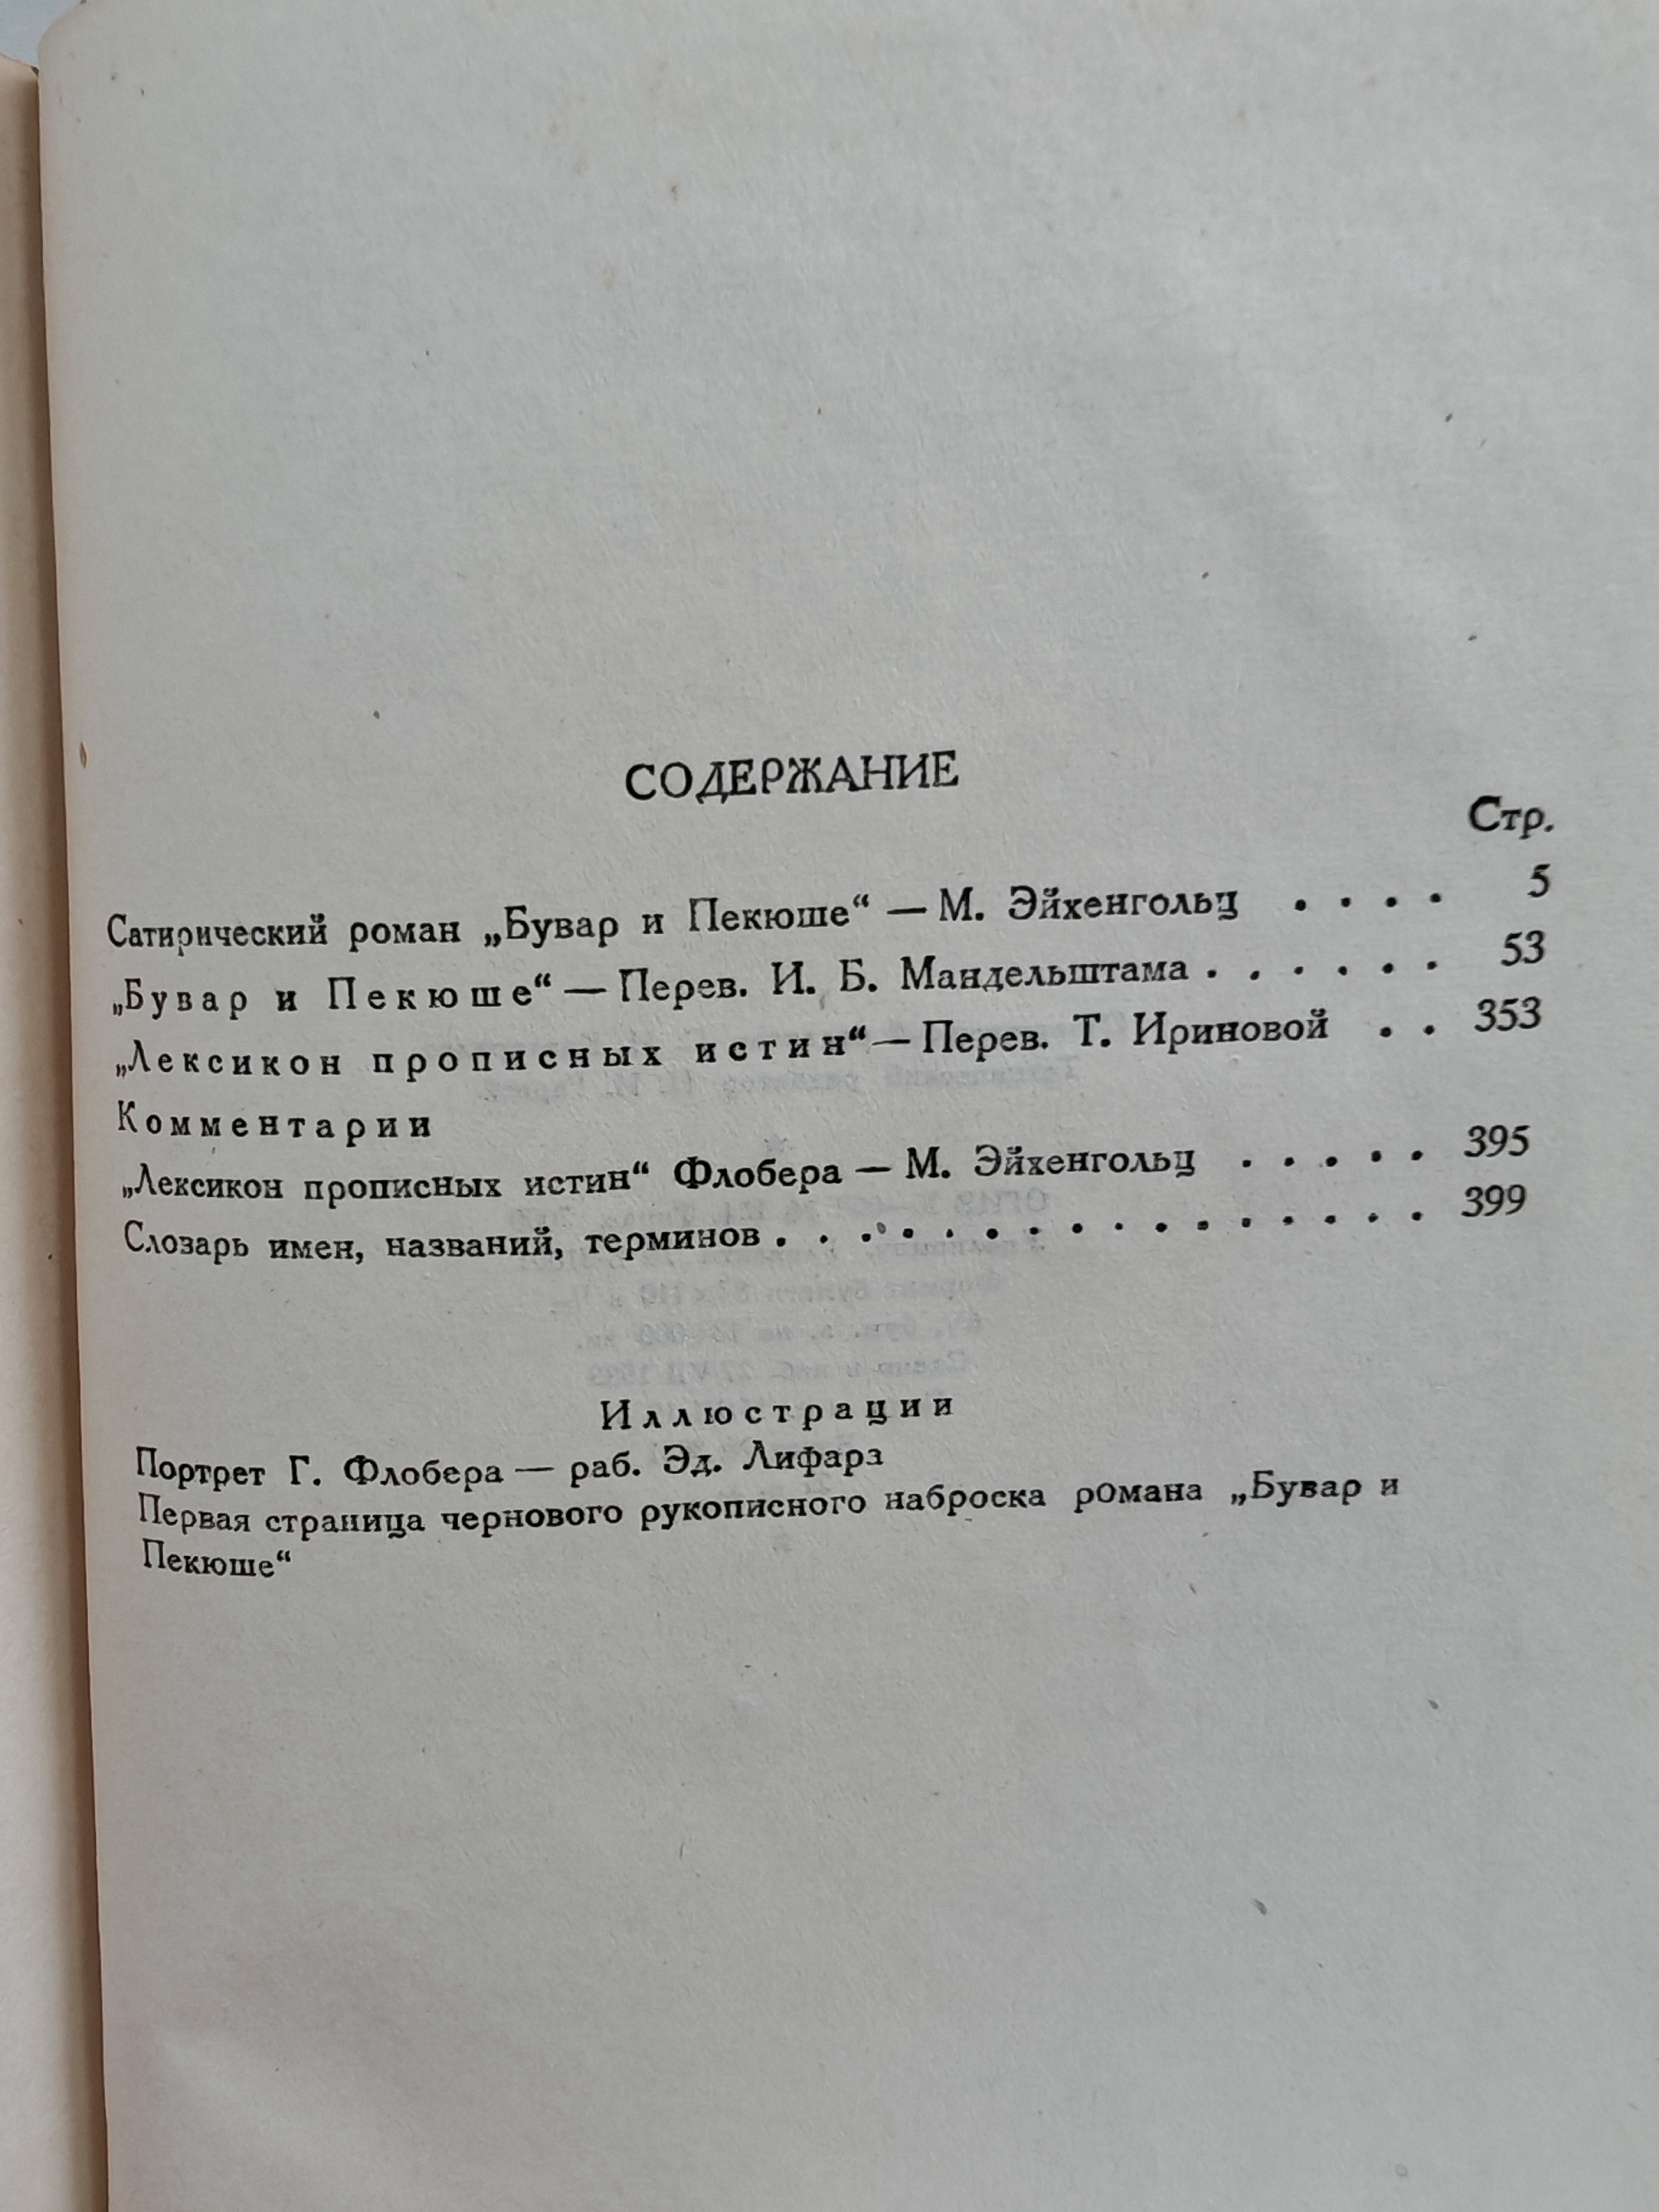 СОДЕРЖАНИЕ
Стр.
Сатирический роман „Бувар и Пекюше“ — М. Эйхенгольц . . . . 5
„Бувар и Пекюше“ — Перев. И. Б. Мандельштама . . . . . . 53
„Лексикон прописных истин“ — Перев. Т. Ириновой . . 353
Комментарии
„Лексикон прописных истин“ Флобера — М. Эйхенгольц . . . . . 395
Словарь имен, названий, терминов . . . . . . . . . . . . . . . . 399
Иллюстрации
Портрет Г. Флобера — раб. Эд. Лифарз
Первая страница чернового рукописного наброска романа „Бувар и
Пекюше“